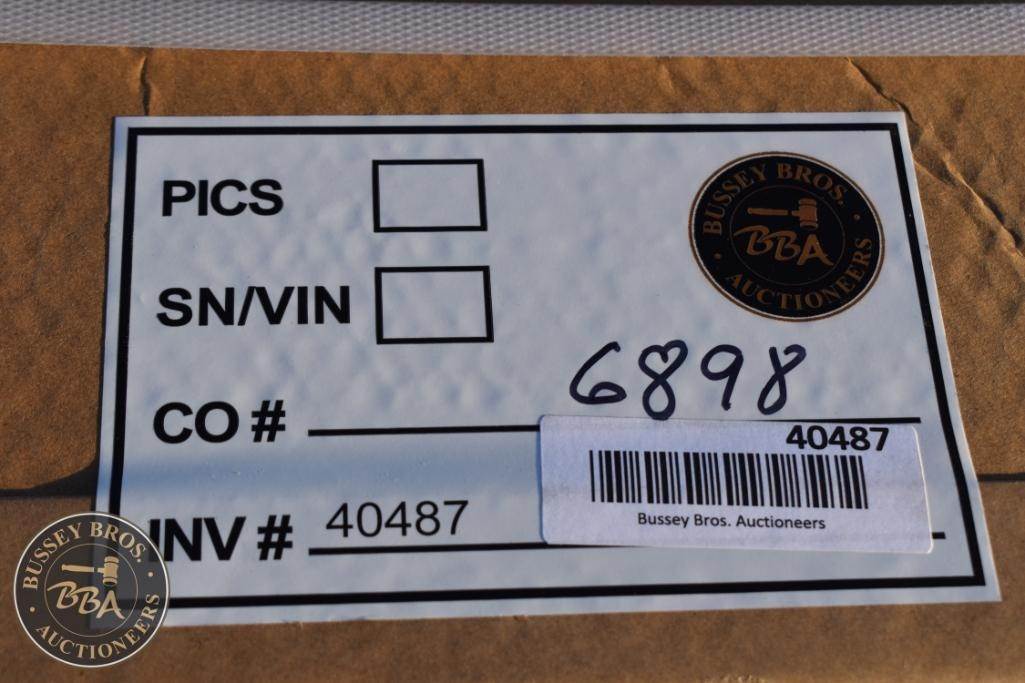 PICS
BUSSEY BROS.
BBA
AUCTIONEERS
SN/VIN
CO # 6898
40487
INV # 40487
Bussey Bros. Auctioneers
BUSSEY BROS.
BBA
AUCTIONEERS